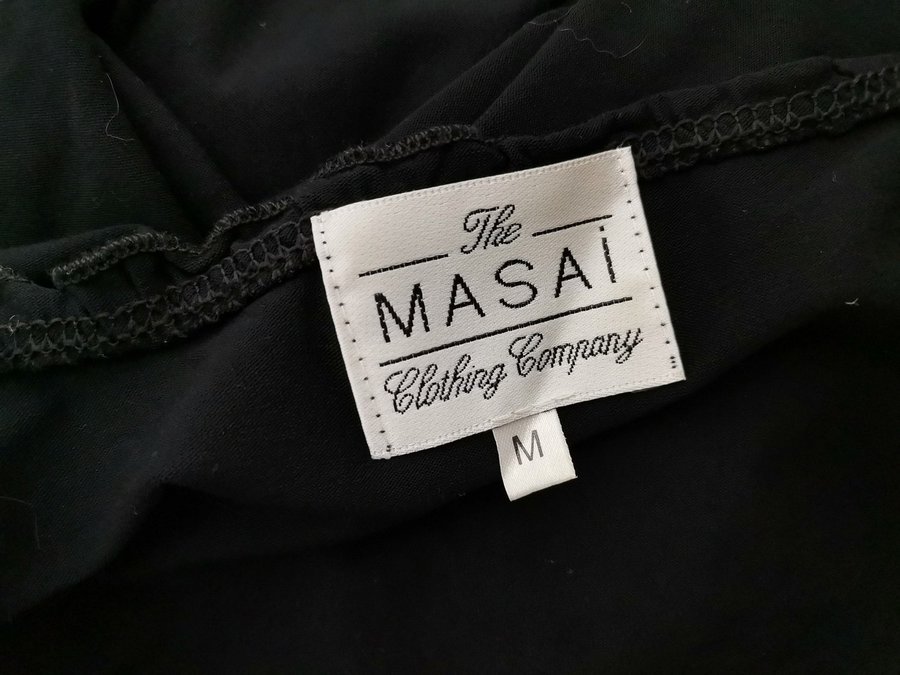 The
MASAi
Clothing Company
M